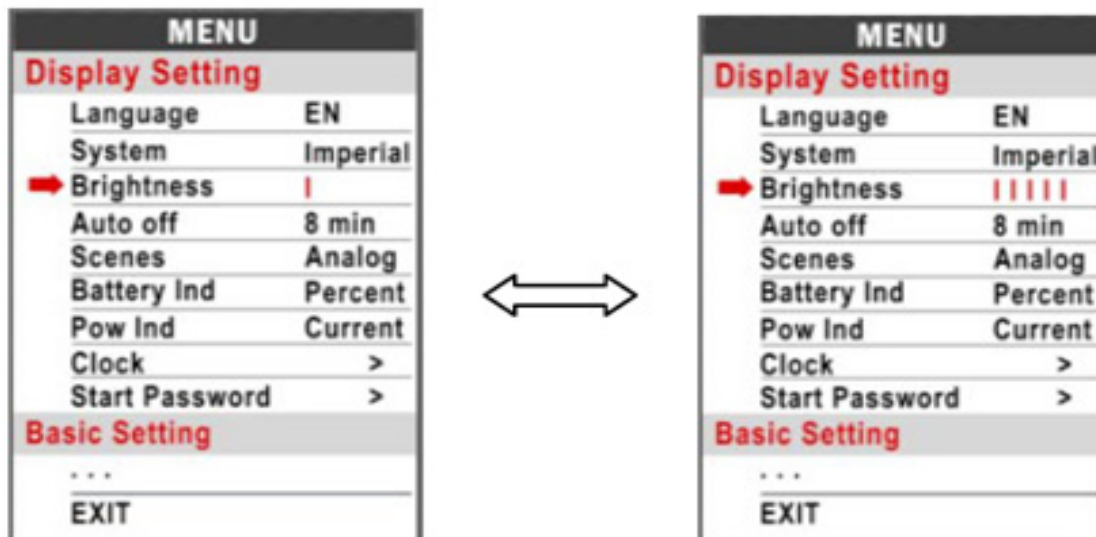 MENU
Display Setting
Language EN
System Imperial
Brightness I
Auto off 8 min
Scenes Analog
Battery Ind Percent
Pow Ind Current
Clock >
Start Password >
Basic Setting
...
EXIT
MENU
Display Setting
Language EN
System Imperial
Brightness I I I I I
Auto off 8 min
Scenes Analog
Battery Ind Percent
Pow Ind Current
Clock >
Start Password >
Basic Setting
...
EXIT